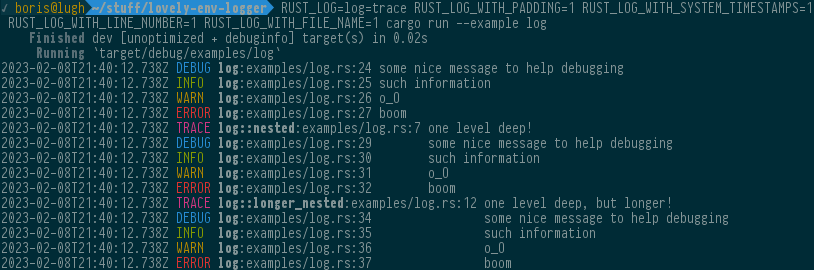 ✓ boris@lugh ~/stuff/lovely-env-logger RUST_LOG=log=trace RUST_LOG_WITH_PADDING=1 RUST_LOG_WITH_SYSTEM_TIMESTAMPS=1
RUST_LOG_WITH_LINE_NUMBER=1 RUST_LOG_WITH_FILE_NAME=1 cargo run --example log
Finished dev [unoptimized + debuginfo] target(s) in 0.02s
Running `target/debug/examples/log`
2023-02-08T21:40:12.738Z DEBUG log:examples/log.rs:24 some nice message to help debugging
2023-02-08T21:40:12.738Z INFO  log:examples/log.rs:25 such information
2023-02-08T21:40:12.738Z WARN  log:examples/log.rs:26 o_O
2023-02-08T21:40:12.738Z ERROR log:examples/log.rs:27 boom
2023-02-08T21:40:12.738Z TRACE log::nested:examples/log.rs:7 one level deep!
2023-02-08T21:40:12.738Z DEBUG log:examples/log.rs:29         some nice message to help debugging
2023-02-08T21:40:12.738Z INFO  log:examples/log.rs:30         such information
2023-02-08T21:40:12.738Z WARN  log:examples/log.rs:31         o_O
2023-02-08T21:40:12.738Z ERROR log:examples/log.rs:32         boom
2023-02-08T21:40:12.738Z TRACE log::longer_nested:examples/log.rs:12 one level deep, but longer!
2023-02-08T21:40:12.738Z DEBUG log:examples/log.rs:34                 some nice message to help debugging
2023-02-08T21:40:12.738Z INFO  log:examples/log.rs:35                 such information
2023-02-08T21:40:12.738Z WARN  log:examples/log.rs:36                 o_O
2023-02-08T21:40:12.738Z ERROR log:examples/log.rs:37                 boom